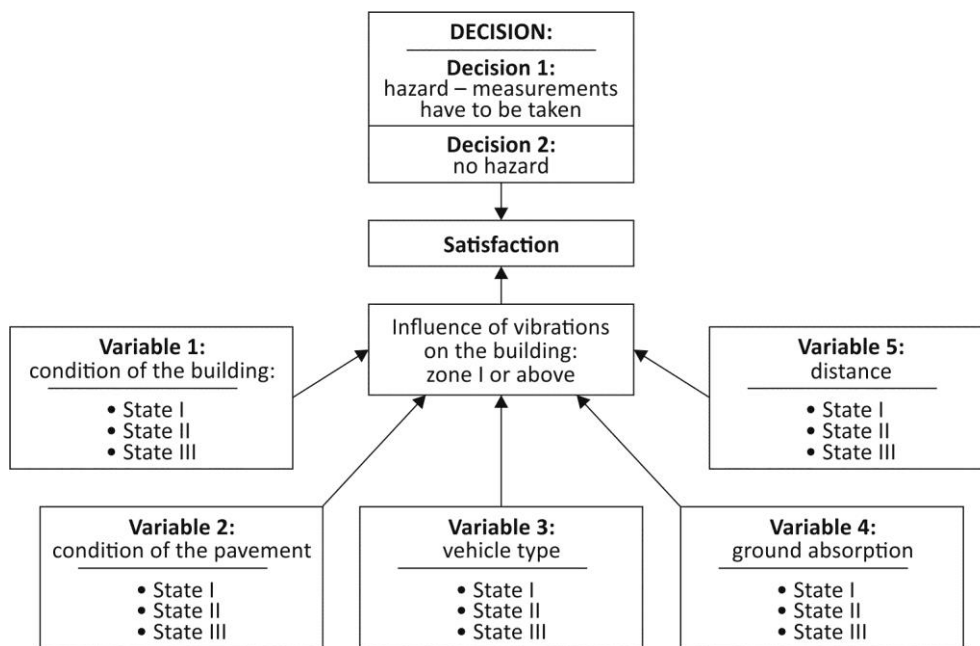 DECISION:
Decision 1:
hazard – measurements
have to be taken
Decision 2:
no hazard
Satisfaction
Influence of vibrations
on the building:
zone I or above
Variable 1:
condition of the building:
• State I
• State II
• State III
Variable 5:
distance
• State I
• State II
• State III
Variable 2:
condition of the pavement
• State I
• State II
• State III
Variable 3:
vehicle type
• State I
• State II
• State III
Variable 4:
ground absorption
• State I
• State II
• State III